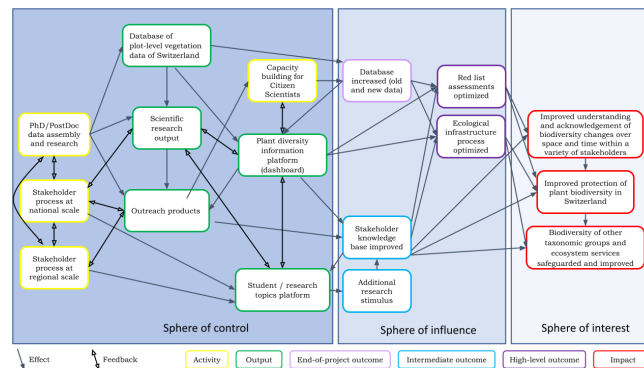 Database of
plot-level vegetation
data of Switzerland
Capacity
building for
Citizen
Scientists
Database increased (old
and new data)
Red list
assessments
optimized
PhD/PostDoc
data assembly
and research
Scientific
research
output
Plant diversity
information
platform
(dashboard)
Ecological
infrastructure
process
optimized
Improved understanding
and acknowledgement of
biodiversity changes over
space and time within a
variety of stakeholders
Stakeholder
process at
national scale
Outreach products
Improved protection of
plant biodiversity in
Switzerland
Stakeholder
process at
regional scale
Stakeholder
knowledge
base improved
Biodiversity of other
taxonomic groups and
ecosystem services
safeguarded and improved
Student / research
topics platform
Additional
research
stimulus
Sphere of control
Sphere of influence
Sphere of interest
Effect
Feedback
Activity
Output
End-of-project outcome
Intermediate outcome
High-level outcome
Impact